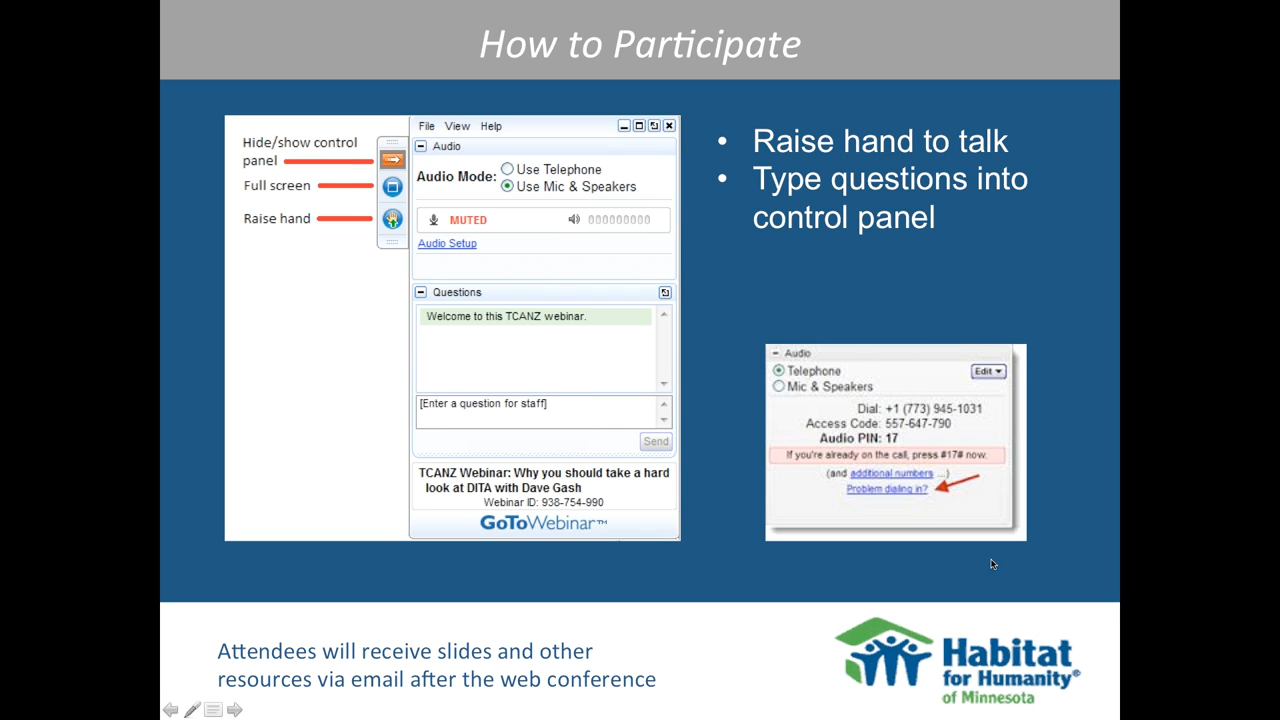 How to Participate
Hide/show control
panel
Full screen
Raise hand
File View Help
Audio
Audio Mode: Use Telephone
Use Mic & Speakers
MUTED 000000000
Audio Setup
Questions
Welcome to this TCANZ webinar.
[Enter a question for staff]
Send
TCANZ Webinar: Why you should take a hard
look at DITA with Dave Gash
Webinar ID: 938-754-990
GoToWebinar™
• Raise hand to talk
• Type questions into
control panel
Audio
Telephone
Edit
Mic & Speakers
Dial: +1 (773) 945-1031
Access Code: 557-647-790
Audio PIN: 17
If you're already on the call, press #17# now.
(and additional numbers ...)
Problem dialing in?
Attendees will receive slides and other
resources via email after the web conference
Habitat
for Humanity®
of Minnesota